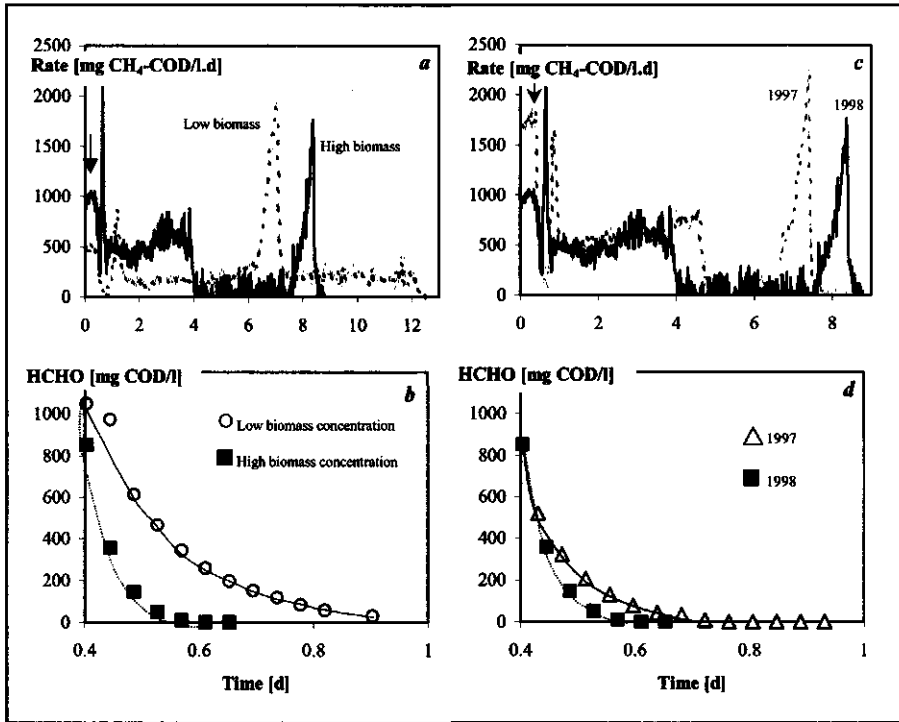 2500
Rate [mg CH₄-COD/l.d]
a
2000
Low biomass
High biomass
1500
1000
500
0
0 2 4 6 8 10 12
2500
Rate [mg CH₄-COD/l.d]
c
2000
1997
1998
1500
1000
500
0
0 2 4 6 8
HCHO [mg COD/l]
b
1000
Low biomass concentration
High biomass concentration
800
600
400
200
0
0.4 0.6 0.8 1
Time [d]
HCHO [mg COD/l]
d
1000
1997
1998
800
600
400
200
0
0.4 0.6 0.8 1
Time [d]